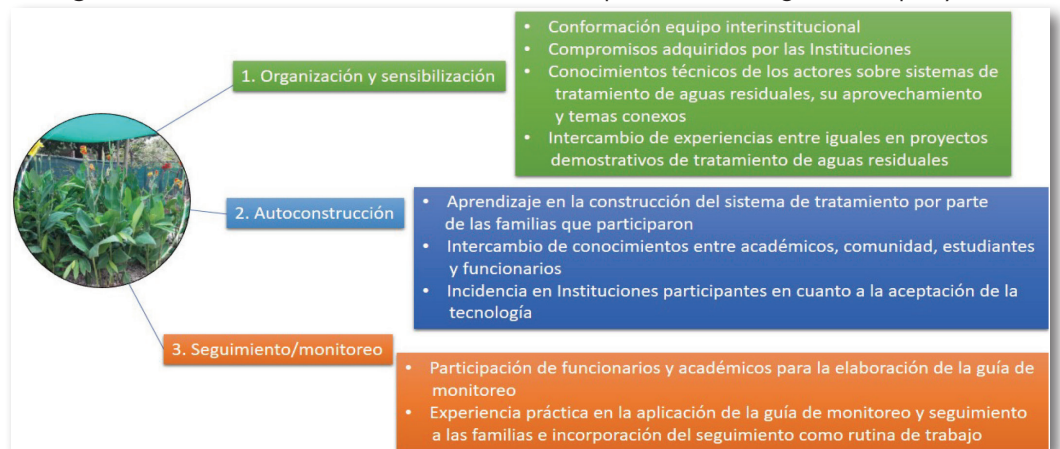 1. Organización y sensibilización
• Conformación equipo interinstitucional
• Compromisos adquiridos por las Instituciones
• Conocimientos técnicos de los actores sobre sistemas de
tratamiento de aguas residuales, su aprovechamiento
y temas conexos
• Intercambio de experiencias entre iguales en proyectos
demostrativos de tratamiento de aguas residuales
2. Autoconstrucción
• Aprendizaje en la construcción del sistema de tratamiento por parte
de las familias que participaron
• Intercambio de conocimientos entre académicos, comunidad, estudiantes
y funcionarios
• Incidencia en Instituciones participantes en cuanto a la aceptación de la
tecnología
3. Seguimiento/monitoreo
• Participación de funcionarios y académicos para la elaboración de la guía de
monitoreo
• Experiencia práctica en la aplicación de la guía de monitoreo y seguimiento
a las familias e incorporación del seguimiento como rutina de trabajo